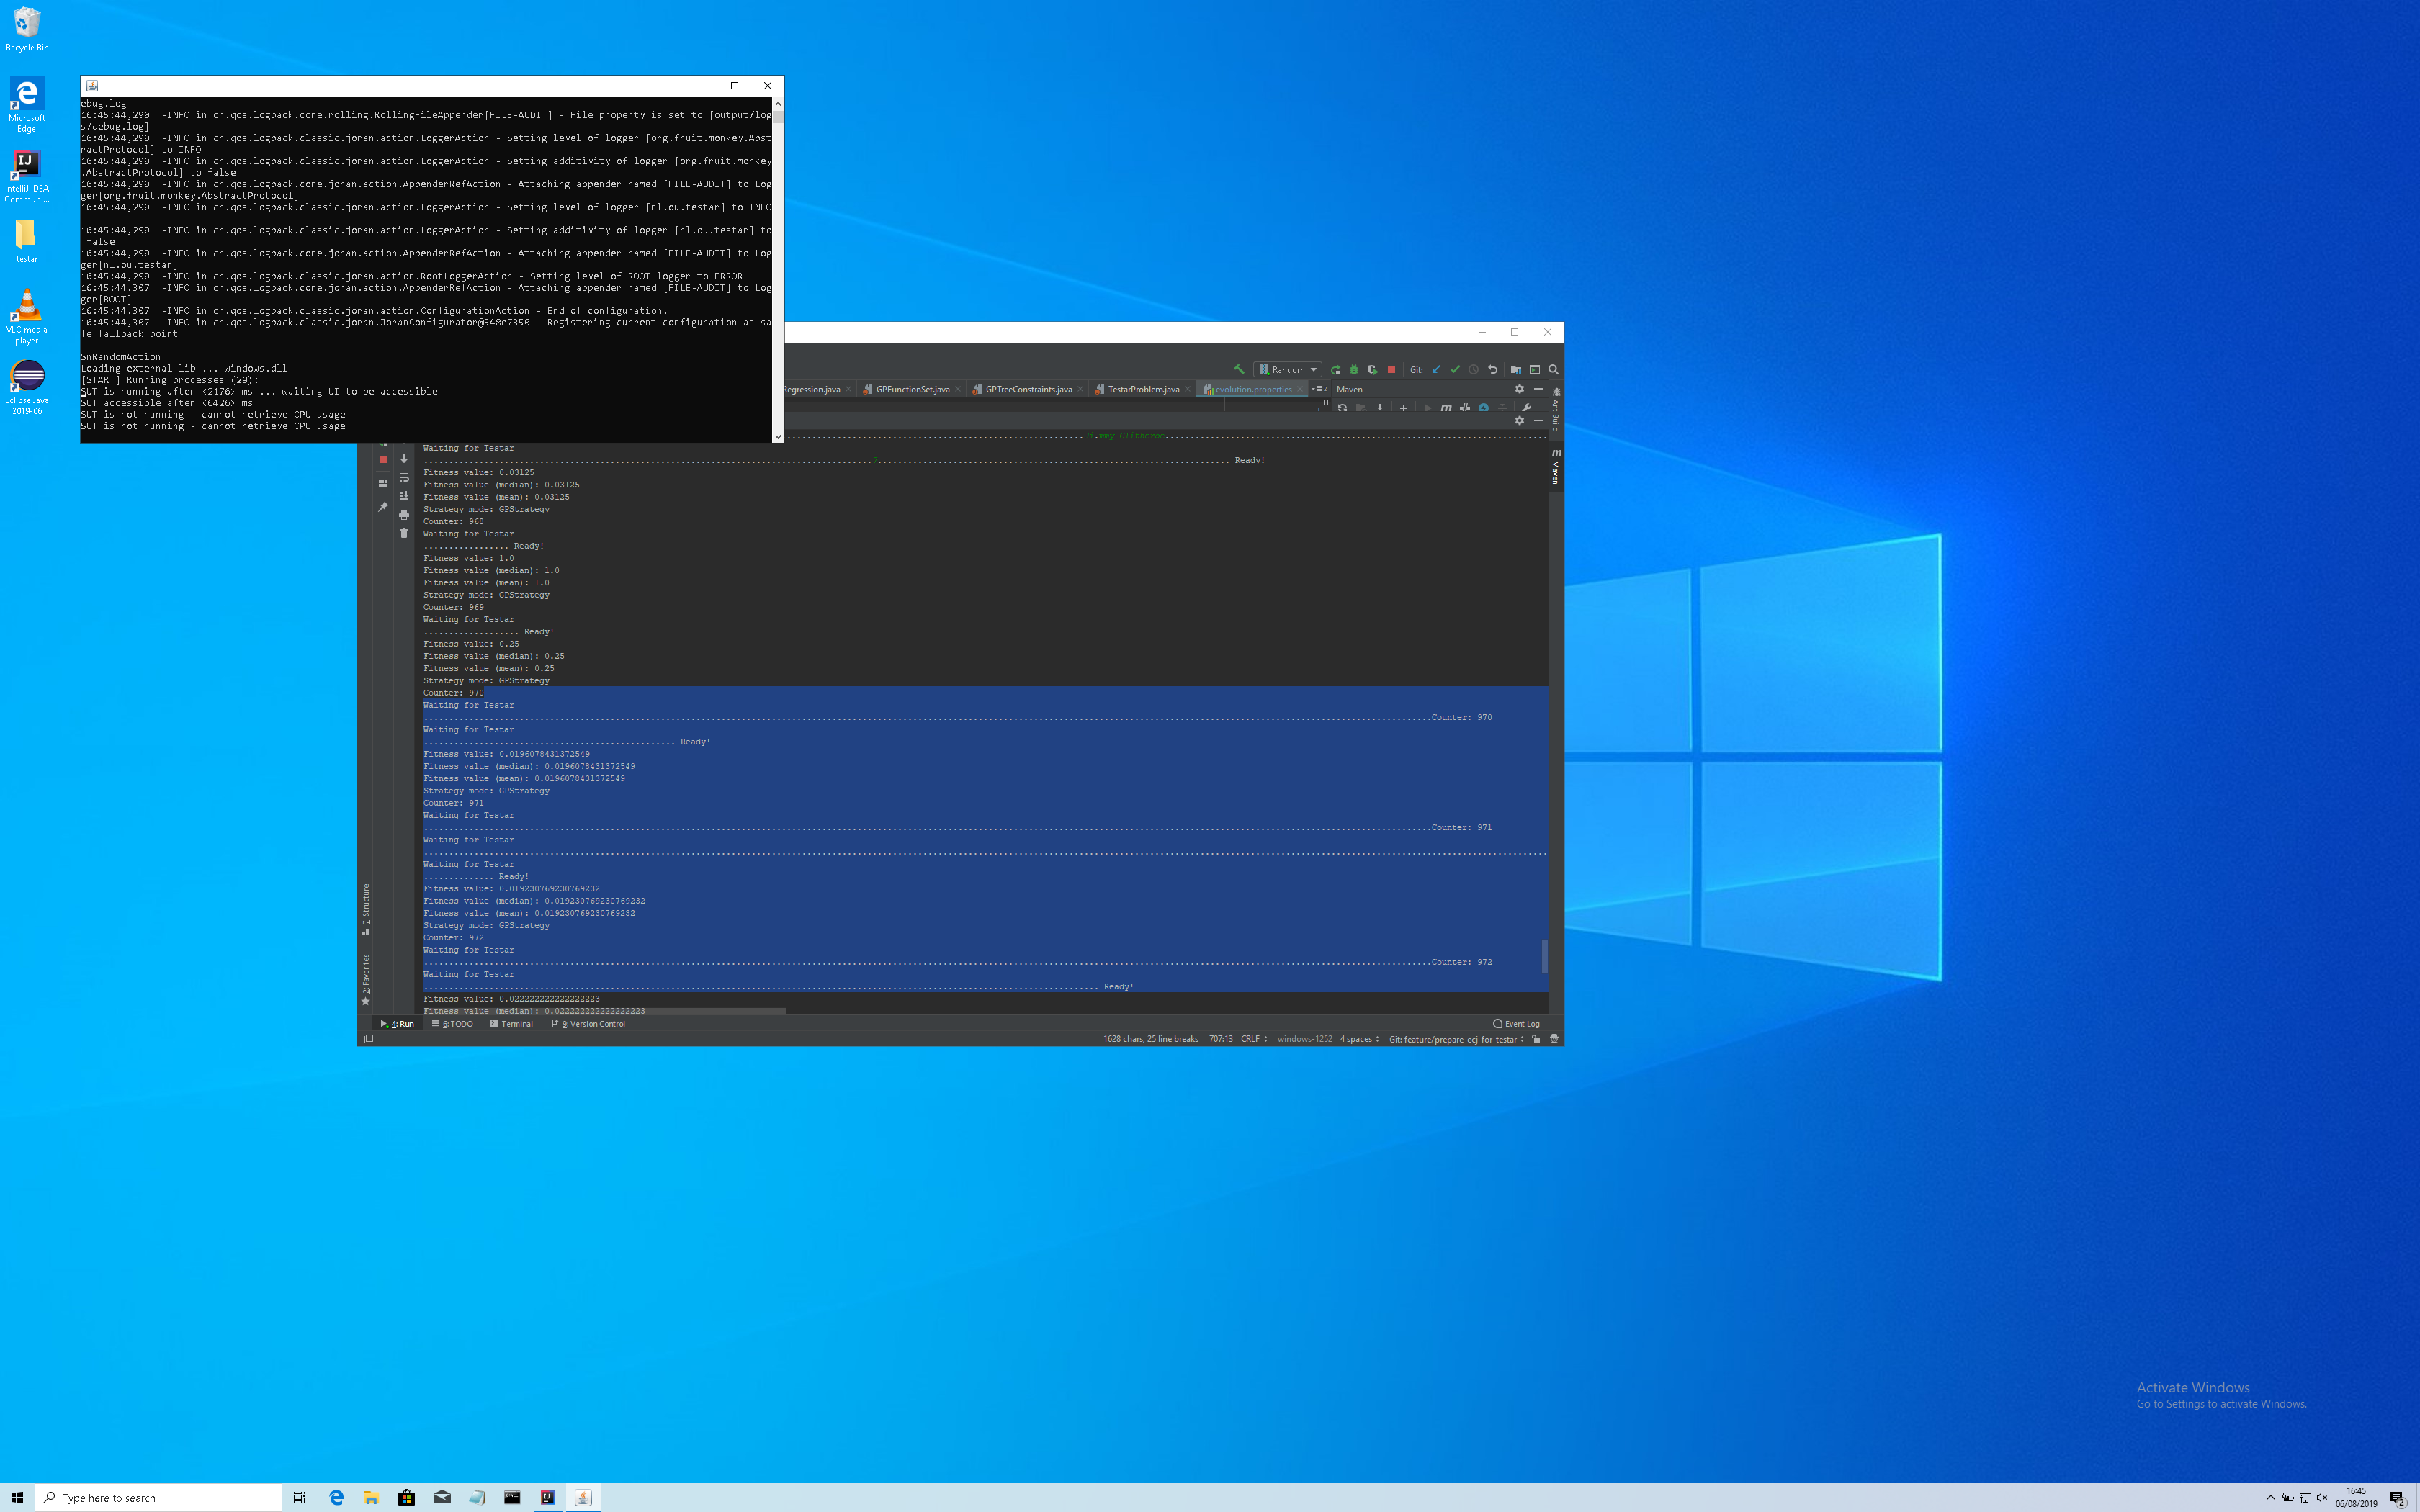 Recycle Bin
Microsoft
Edge
IntelliJ IDEA
Communi...
testar
VLC media
player
Eclipse Java
2019-06
ebug.log
16:45:44,290 |-INFO in ch.qos.logback.core.rolling.RollingFileAppender[FILE-AUDIT] - File property is set to [output/log
s/debug.log]
16:45:44,290 |-INFO in ch.qos.logback.classic.joran.action.LoggerAction - Setting level of logger [org.fruit.monkey.Abst
ractProtocol] to INFO
16:45:44,290 |-INFO in ch.qos.logback.classic.joran.action.LoggerAction - Setting additivity of logger [org.fruit.monkey
.AbstractProtocol] to false
16:45:44,290 |-INFO in ch.qos.logback.core.joran.action.AppenderRefAction - Attaching appender named [FILE-AUDIT] to Log
ger[org.fruit.monkey.AbstractProtocol]
16:45:44,290 |-INFO in ch.qos.logback.classic.joran.action.LoggerAction - Setting level of logger [nl.ou.testar] to INFO
16:45:44,290 |-INFO in ch.qos.logback.classic.joran.action.LoggerAction - Setting additivity of logger [nl.ou.testar] to
false
16:45:44,290 |-INFO in ch.qos.logback.core.joran.action.AppenderRefAction - Attaching appender named [FILE-AUDIT] to Log
ger[nl.ou.testar]
16:45:44,290 |-INFO in ch.qos.logback.classic.joran.action.RootLoggerAction - Setting level of ROOT logger to ERROR
16:45:44,307 |-INFO in ch.qos.logback.core.joran.action.AppenderRefAction - Attaching appender named [FILE-AUDIT] to Log
ger[ROOT]
16:45:44,307 |-INFO in ch.qos.logback.classic.joran.action.ConfigurationAction - End of configuration.
16:45:44,307 |-INFO in ch.qos.logback.classic.joran.JoranConfigurator@548e7350 - Registering current configuration as sa
fe fallback point
SnRandomAction
Loading external lib ... windows.dll
[START] Running processes (29):
SUT is running after <2176> ms ... waiting UI to be accessible
SUT accessible after <6426> ms
SUT is not running - cannot retrieve CPU usage
SUT is not running - cannot retrieve CPU usage
Random
Git:
Regression.java
GPFunctionSet.java
GPTreeConstraints.java
TestarProblem.java
evolution.properties
Maven
Ant Build
Maven
Waiting for Testar
Ready!
Fitness value: 0.03125
Fitness value (median): 0.03125
Fitness value (mean): 0.03125
Strategy mode: GPStrategy
Counter: 968
Waiting for Testar
................. Ready!
Fitness value: 1.0
Fitness value (median): 1.0
Fitness value (mean): 1.0
Strategy mode: GPStrategy
Counter: 969
Waiting for Testar
................... Ready!
Fitness value: 0.25
Fitness value (median): 0.25
Fitness value (mean): 0.25
Strategy mode: GPStrategy
Counter: 970
Waiting for Testar
Counter: 970
Waiting for Testar
.................................................. Ready!
Fitness value: 0.0196078431372549
Fitness value (median): 0.0196078431372549
Fitness value (mean): 0.0196078431372549
Strategy mode: GPStrategy
Counter: 971
Waiting for Testar
Counter: 971
Waiting for Testar
Waiting for Testar
.............. Ready!
Fitness value: 0.019230769230769232
Fitness value (median): 0.019230769230769232
Fitness value (mean): 0.019230769230769232
Strategy mode: GPStrategy
Counter: 972
Waiting for Testar
Counter: 972
Waiting for Testar
Ready!
Fitness value: 0.022222222222222223
Fitness value (median): 0.022222222222222223
7: Structure
2: Favorites
4: Run
6: TODO
Terminal
9: Version Control
Event Log
1628 chars, 25 line breaks
707:13
CRLF
windows-1252
4 spaces
Git: feature/prepare-ecj-for-testar
Activate Windows
Go to Settings to activate Windows.
Type here to search
16:45
06/08/2019
2